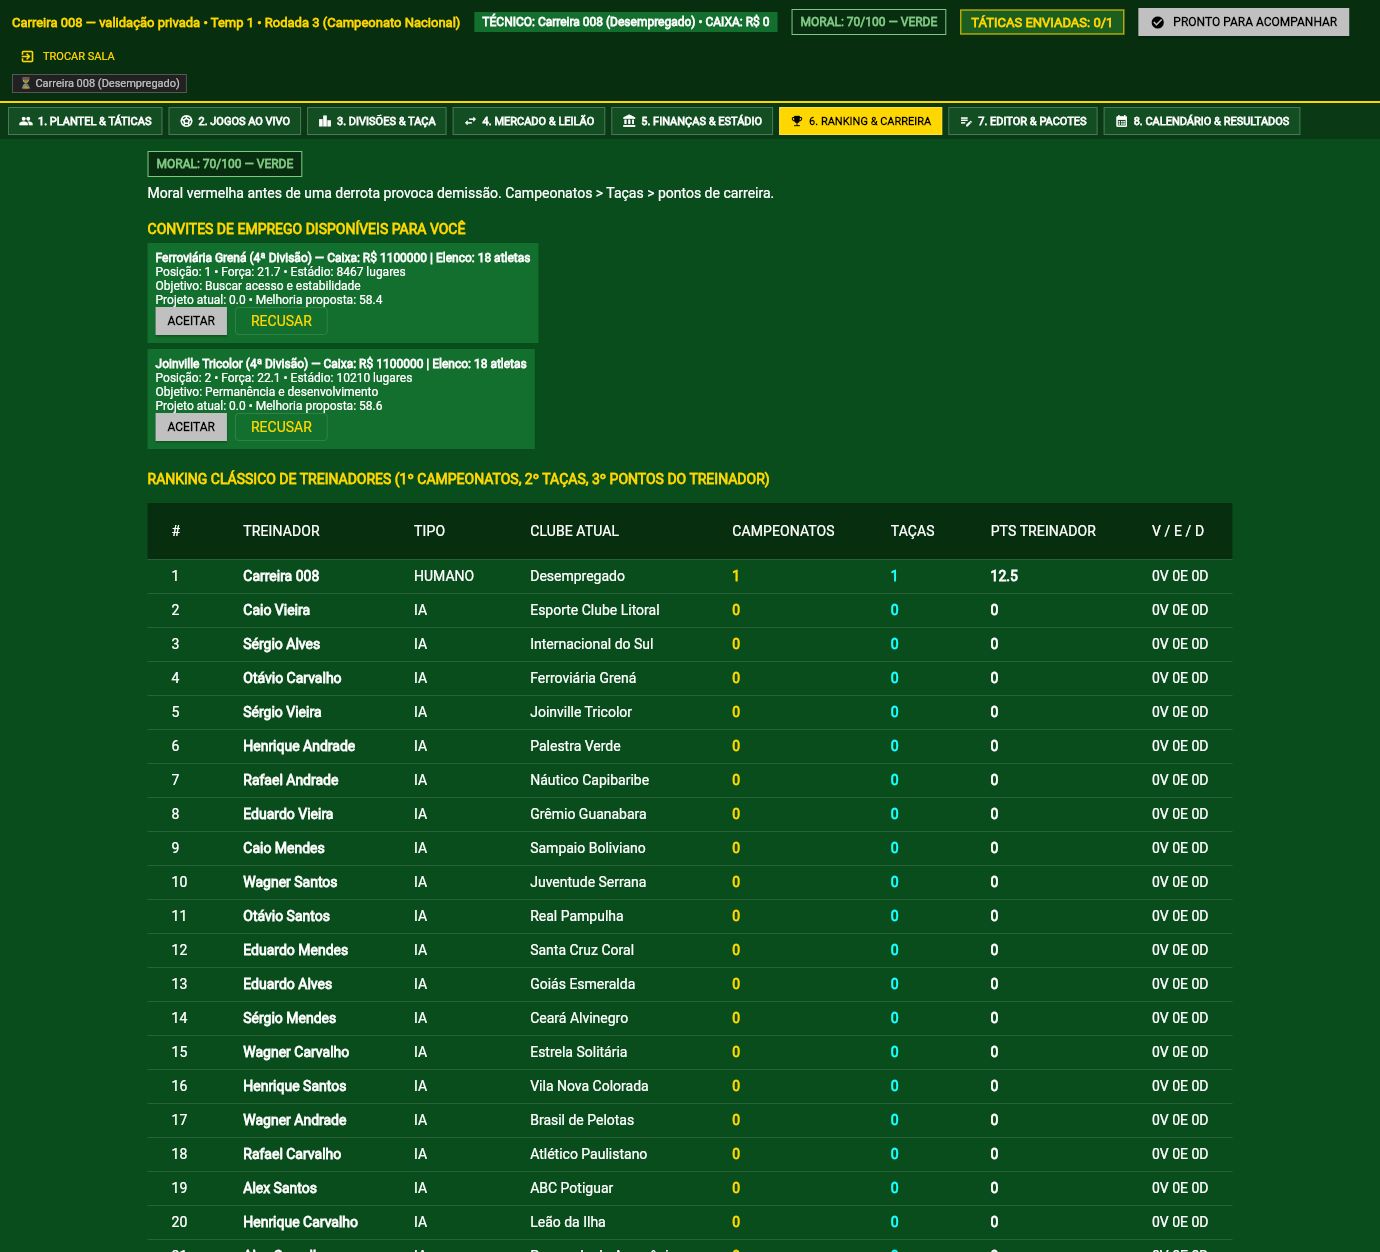 Carreira 008 — validação privada • Temp 1 • Rodada 3 (Campeonato Nacional)
TÉCNICO: Carreira 008 (Desempregado) • CAIXA: R$ 0
MORAL: 70/100 — VERDE
TÁTICAS ENVIADAS: 0/1
PRONTO PARA ACOMPANHAR
TROCAR SALA
⏳ Carreira 008 (Desempregado)
1. PLANTEL & TÁTICAS
2. JOGOS AO VIVO
3. DIVISÕES & TAÇA
4. MERCADO & LEILÃO
5. FINANÇAS & ESTÁDIO
6. RANKING & CARREIRA
7. EDITOR & PACOTES
8. CALENDÁRIO & RESULTADOS
MORAL: 70/100 — VERDE
Moral vermelha antes de uma derrota provoca demissão. Campeonatos > Taças > pontos de carreira.
CONVITES DE EMPREGO DISPONÍVEIS PARA VOCÊ
Ferroviária Grená (4ª Divisão) — Caixa: R$ 1100000 | Elenco: 18 atletas
Posição: 1 • Força: 21.7 • Estádio: 8467 lugares
Objetivo: Buscar acesso e estabilidade
Projeto atual: 0.0 • Melhoria proposta: 58.4
ACEITAR RECUSAR
Joinville Tricolor (4ª Divisão) — Caixa: R$ 1100000 | Elenco: 18 atletas
Posição: 2 • Força: 22.1 • Estádio: 10210 lugares
Objetivo: Permanência e desenvolvimento
Projeto atual: 0.0 • Melhoria proposta: 58.6
ACEITAR RECUSAR
RANKING CLÁSSICO DE TREINADORES (1º CAMPEONATOS, 2º TAÇAS, 3º PONTOS DO TREINADOR)
# TREINADOR TIPO CLUBE ATUAL CAMPEONATOS TAÇAS PTS TREINADOR V / E / D
1 Carreira 008 HUMANO Desempregado 1 1 12.5 0V 0E 0D
2 Caio Vieira IA Esporte Clube Litoral 0 0 0 0V 0E 0D
3 Sérgio Alves IA Internacional do Sul 0 0 0 0V 0E 0D
4 Otávio Carvalho IA Ferroviária Grená 0 0 0 0V 0E 0D
5 Sérgio Vieira IA Joinville Tricolor 0 0 0 0V 0E 0D
6 Henrique Andrade IA Palestra Verde 0 0 0 0V 0E 0D
7 Rafael Andrade IA Náutico Capibaribe 0 0 0 0V 0E 0D
8 Eduardo Vieira IA Grêmio Guanabara 0 0 0 0V 0E 0D
9 Caio Mendes IA Sampaio Boliviano 0 0 0 0V 0E 0D
10 Wagner Santos IA Juventude Serrana 0 0 0 0V 0E 0D
11 Otávio Santos IA Real Pampulha 0 0 0 0V 0E 0D
12 Eduardo Mendes IA Santa Cruz Coral 0 0 0 0V 0E 0D
13 Eduardo Alves IA Goiás Esmeralda 0 0 0 0V 0E 0D
14 Sérgio Mendes IA Ceará Alvinegro 0 0 0 0V 0E 0D
15 Wagner Carvalho IA Estrela Solitária 0 0 0 0V 0E 0D
16 Henrique Santos IA Vila Nova Colorada 0 0 0 0V 0E 0D
17 Wagner Andrade IA Brasil de Pelotas 0 0 0 0V 0E 0D
18 Rafael Carvalho IA Atlético Paulistano 0 0 0 0V 0E 0D
19 Alex Santos IA ABC Potiguar 0 0 0 0V 0E 0D
20 Henrique Carvalho IA Leão da Ilha 0 0 0 0V 0E 0D